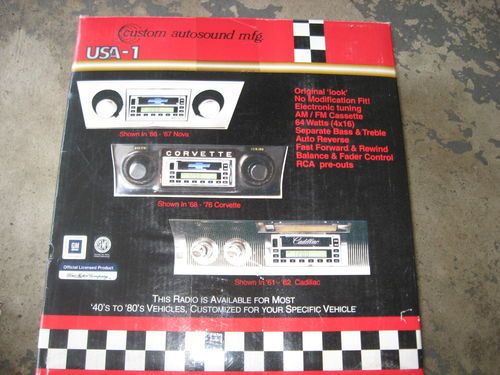 custom autosound mfg.
USA-1
Original 'look'
No Modification Fit!
Electronic tuning
AM / FM Cassette
64 Watts (4x16)
Separate Bass & Treble
Auto Reverse
Fast Forward & Rewind
Balance & Fader Control
RCA pre-outs
Shown In '66 - '67 Nova
CORVETTE
Shown in '68 - '76 Corvette
Cadillac
Shown In '61 - '62 Cadillac
GM
Official Licensed Product
THIS RADIO IS AVAILABLE FOR MOST
'40'S TO '80'S VEHICLES, CUSTOMIZED FOR YOUR SPECIFIC VEHICLE